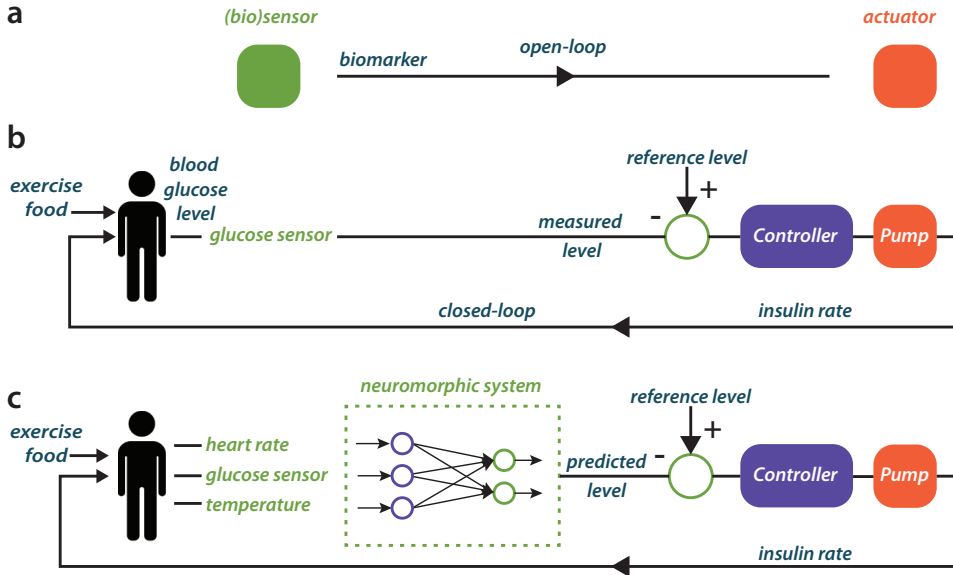 a
(bio)sensor
actuator
biomarker
open-loop
b
exercise
food
blood
glucose
level
glucose sensor
measured
level
reference level
-
+
Controller
Pump
closed-loop
insulin rate
c
exercise
food
heart rate
glucose sensor
temperature
neuromorphic system
predicted
level
reference level
-
+
Controller
Pump
insulin rate